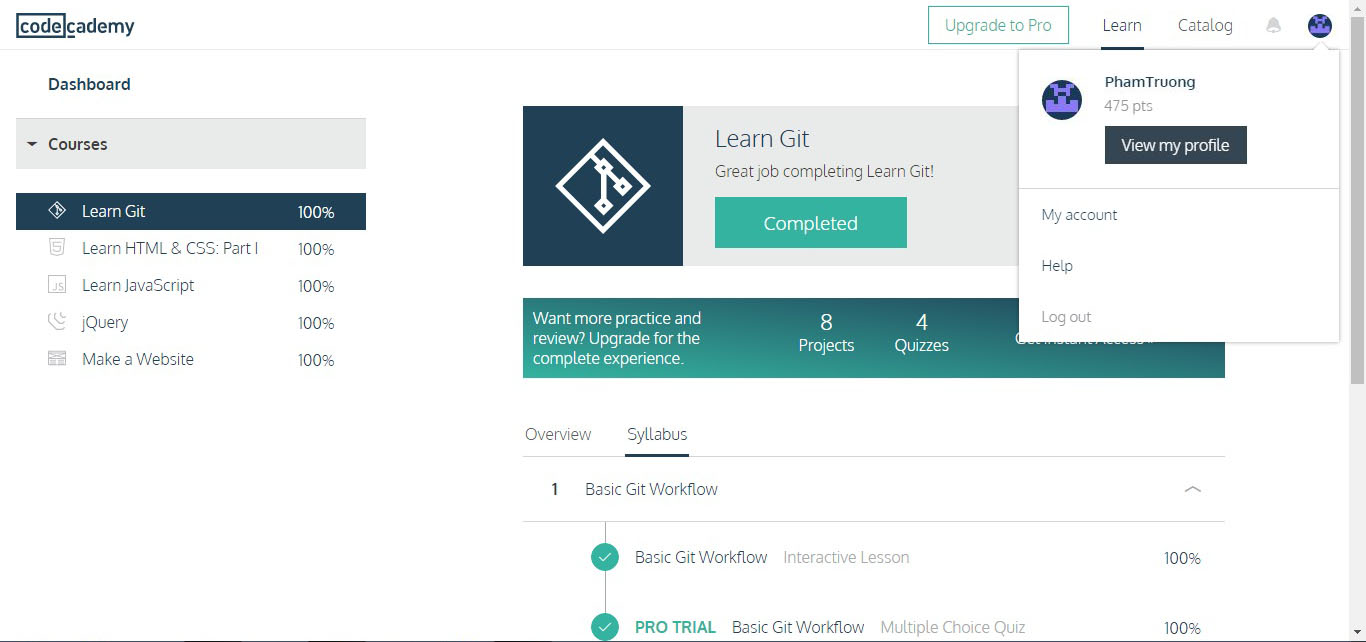 codecademy
Upgrade to Pro
Learn
Catalog
Dashboard
Courses
Learn Git 100%
Learn HTML & CSS: Part I 100%
Learn JavaScript 100%
jQuery 100%
Make a Website 100%
Learn Git
Great job completing Learn Git!
Completed
PhamTruong
475 pts
View my profile
My account
Help
Log out
Want more practice and
review? Upgrade for the
complete experience.
8
Projects
4
Quizzes
Overview
Syllabus
1 Basic Git Workflow
Basic Git Workflow Interactive Lesson 100%
PRO TRIAL Basic Git Workflow Multiple Choice Quiz 100%